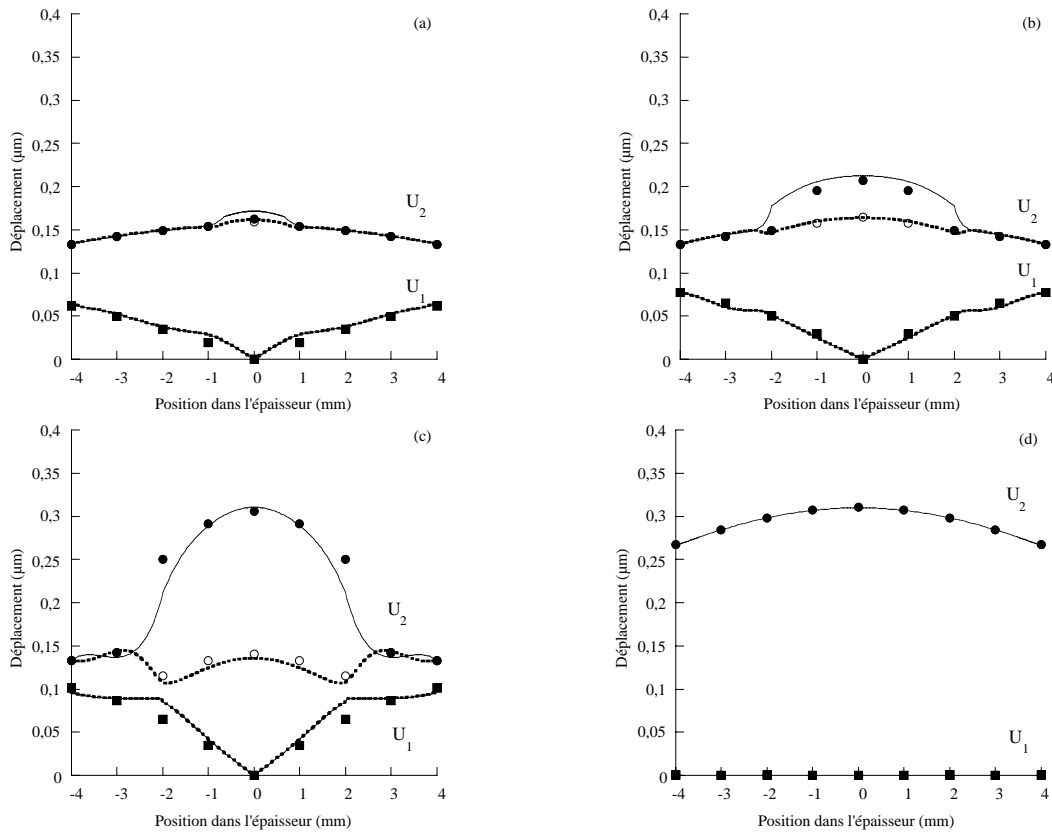 (a)
0,4
0,35
0,3
0,25
0,2
0,15
0,1
0,05
0
Déplacement (µm)
U2
U1
-4 -3 -2 -1 0 1 2 3 4
Position dans l'épaisseur (mm)
(b)
0,4
0,35
0,3
0,25
0,2
0,15
0,1
0,05
0
Déplacement (µm)
U2
U1
-4 -3 -2 -1 0 1 2 3 4
Position dans l'épaisseur (mm)
(c)
0,4
0,35
0,3
0,25
0,2
0,15
0,1
0,05
0
Déplacement (µm)
U2
U1
-4 -3 -2 -1 0 1 2 3 4
Position dans l'épaisseur (mm)
(d)
0,4
0,35
0,3
0,25
0,2
0,15
0,1
0,05
0
Déplacement (µm)
U2
U1
-4 -3 -2 -1 0 1 2 3 4
Position dans l'épaisseur (mm)